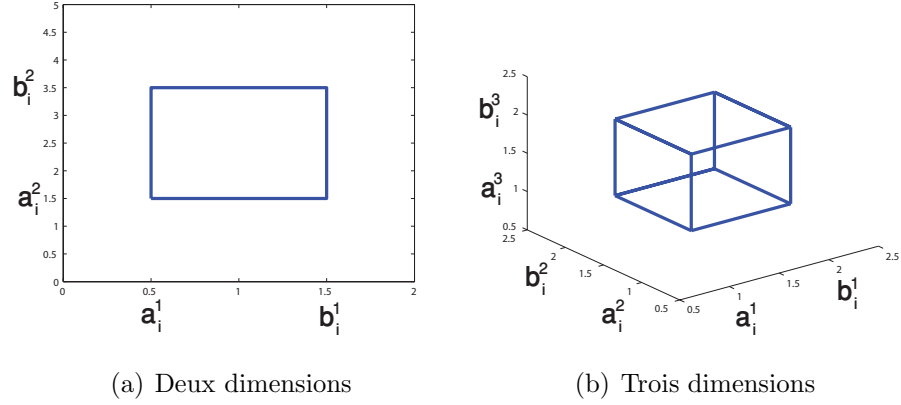 5
4.5
4
b_i^2 3.5
3
2.5
2
a_i^2 1.5
1
0.5
0
0 0.5 1 1.5 2
a_i^1 b_i^1
(a) Deux dimensions
2.5
b_i^3 2
1.5
a_i^3 1
0.5
2.5 2 1.5 1 0.5
b_i^2 a_i^2
0.5 1 1.5 2 2.5
a_i^1 b_i^1
(b) Trois dimensions